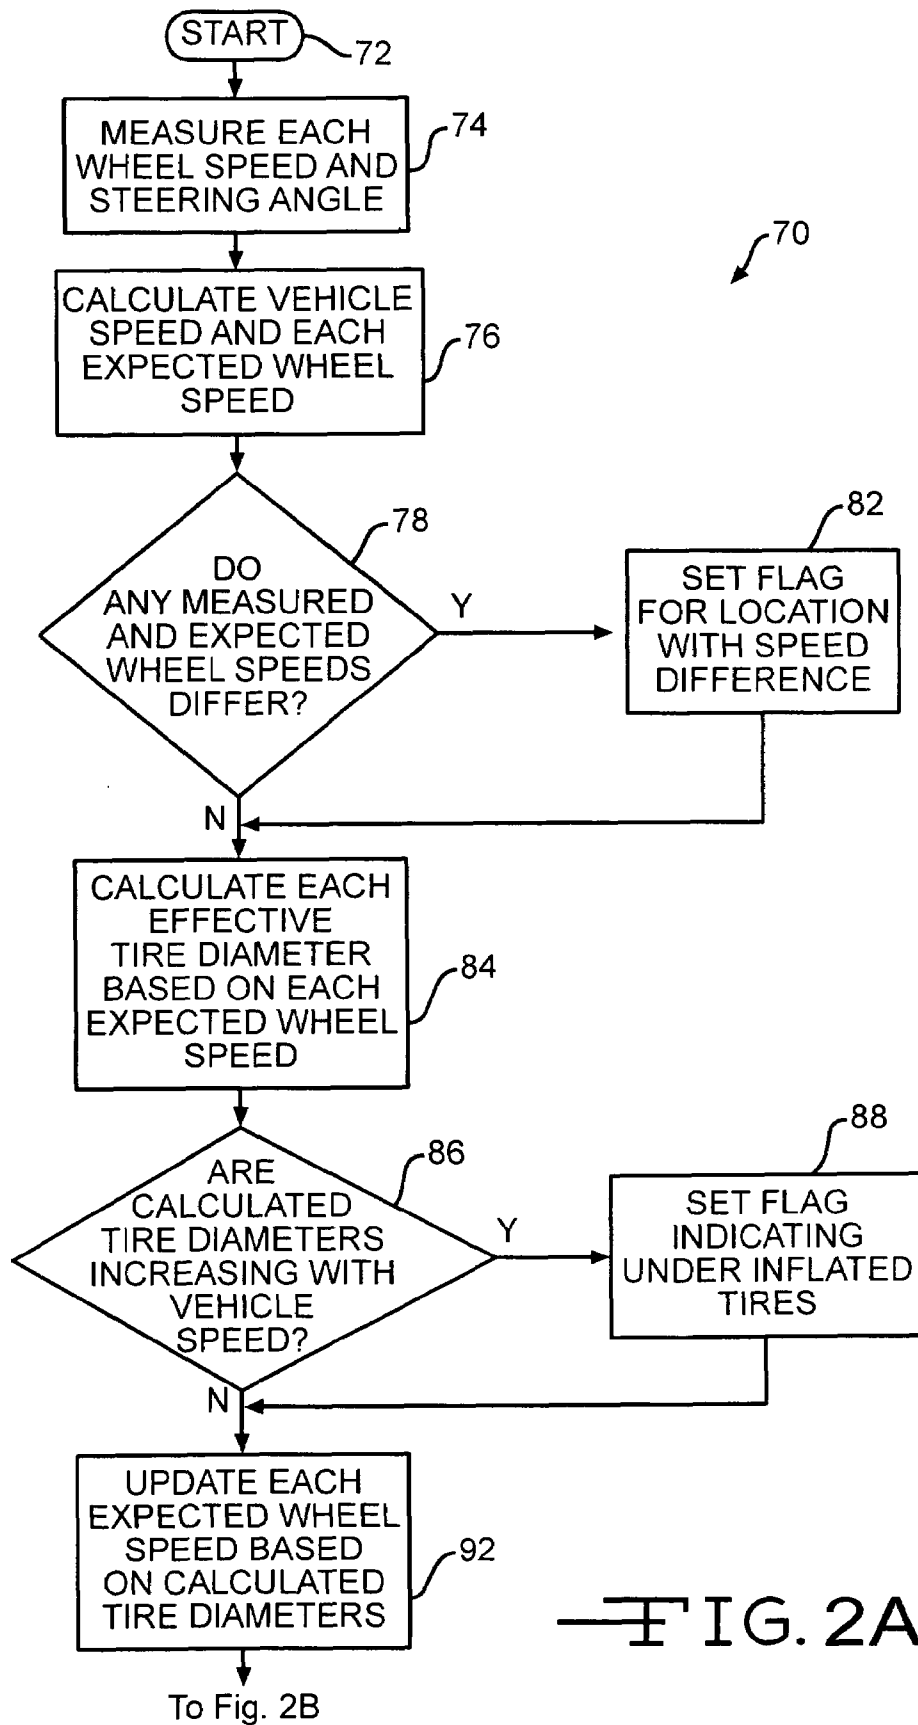 START
72
MEASURE EACH
WHEEL SPEED AND
STEERING ANGLE
74
70
CALCULATE VEHICLE
SPEED AND EACH
EXPECTED WHEEL
SPEED
76
78
DO
ANY MEASURED
AND EXPECTED
WHEEL SPEEDS
DIFFER?
Y
82
SET FLAG
FOR LOCATION
WITH SPEED
DIFFERENCE
N
CALCULATE EACH
EFFECTIVE
TIRE DIAMETER
BASED ON EACH
EXPECTED WHEEL
SPEED
84
86
ARE
CALCULATED
TIRE DIAMETERS
INCREASING WITH
VEHICLE
SPEED?
Y
88
SET FLAG
INDICATING
UNDER INFLATED
TIRES
N
UPDATE EACH
EXPECTED WHEEL
SPEED BASED
ON CALCULATED
TIRE DIAMETERS
92
FIG. 2A
To Fig. 2B